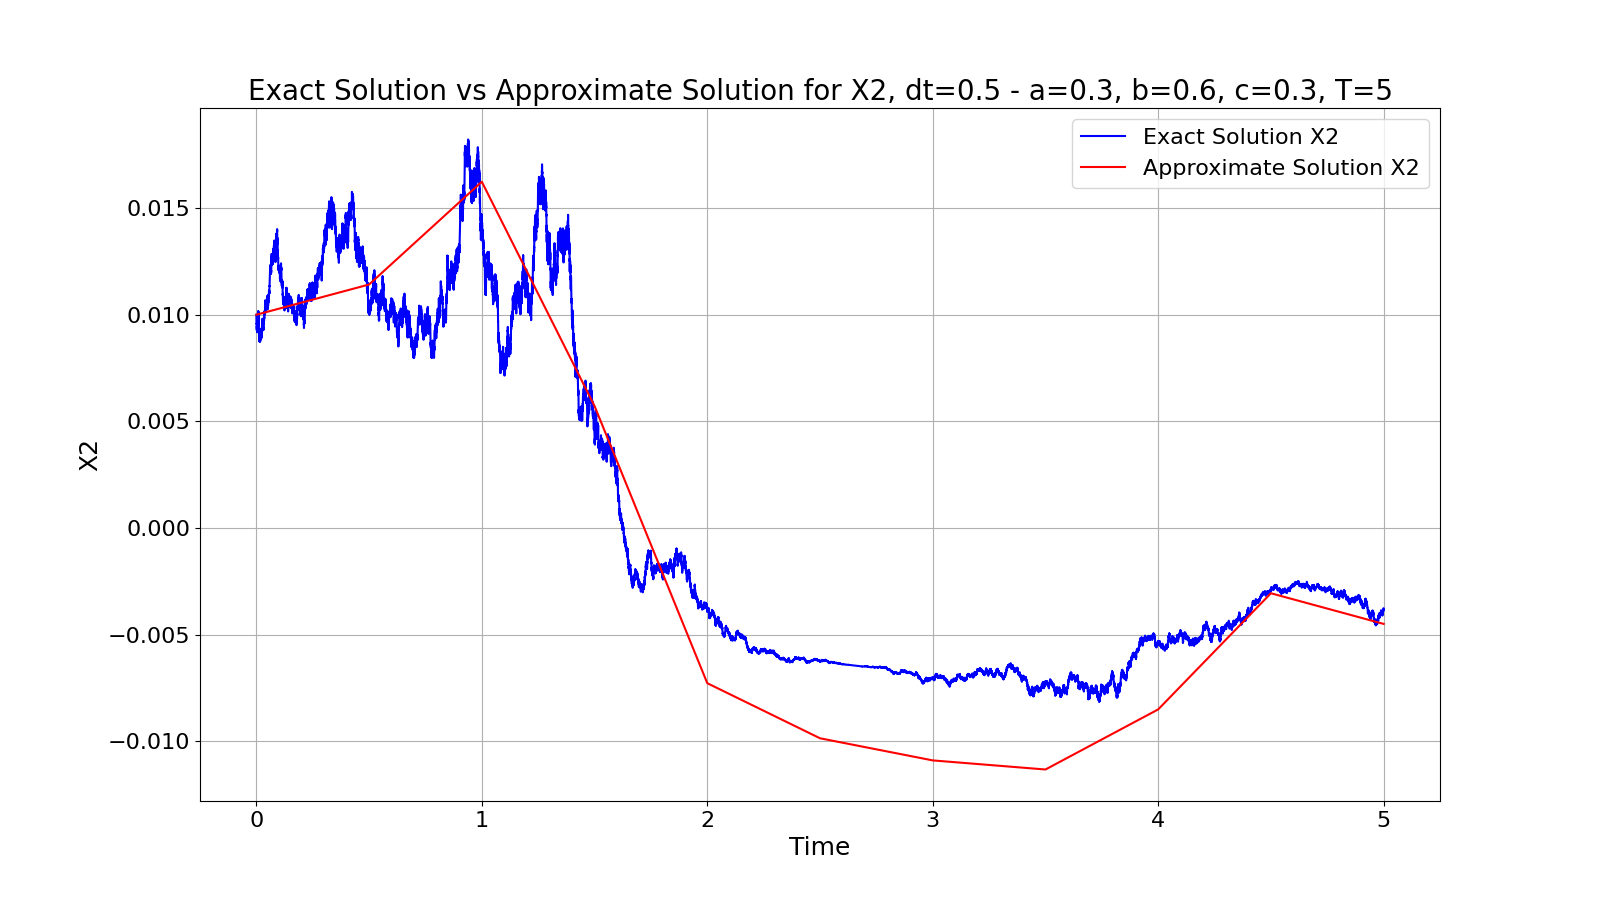 Exact Solution vs Approximate Solution for X2, dt=0.5 - a=0.3, b=0.6, c=0.3, T=5
Exact Solution X2
Approximate Solution X2
0.015
0.010
0.005
0.000
−0.005
−0.010
X2
0 1 2 3 4 5
Time